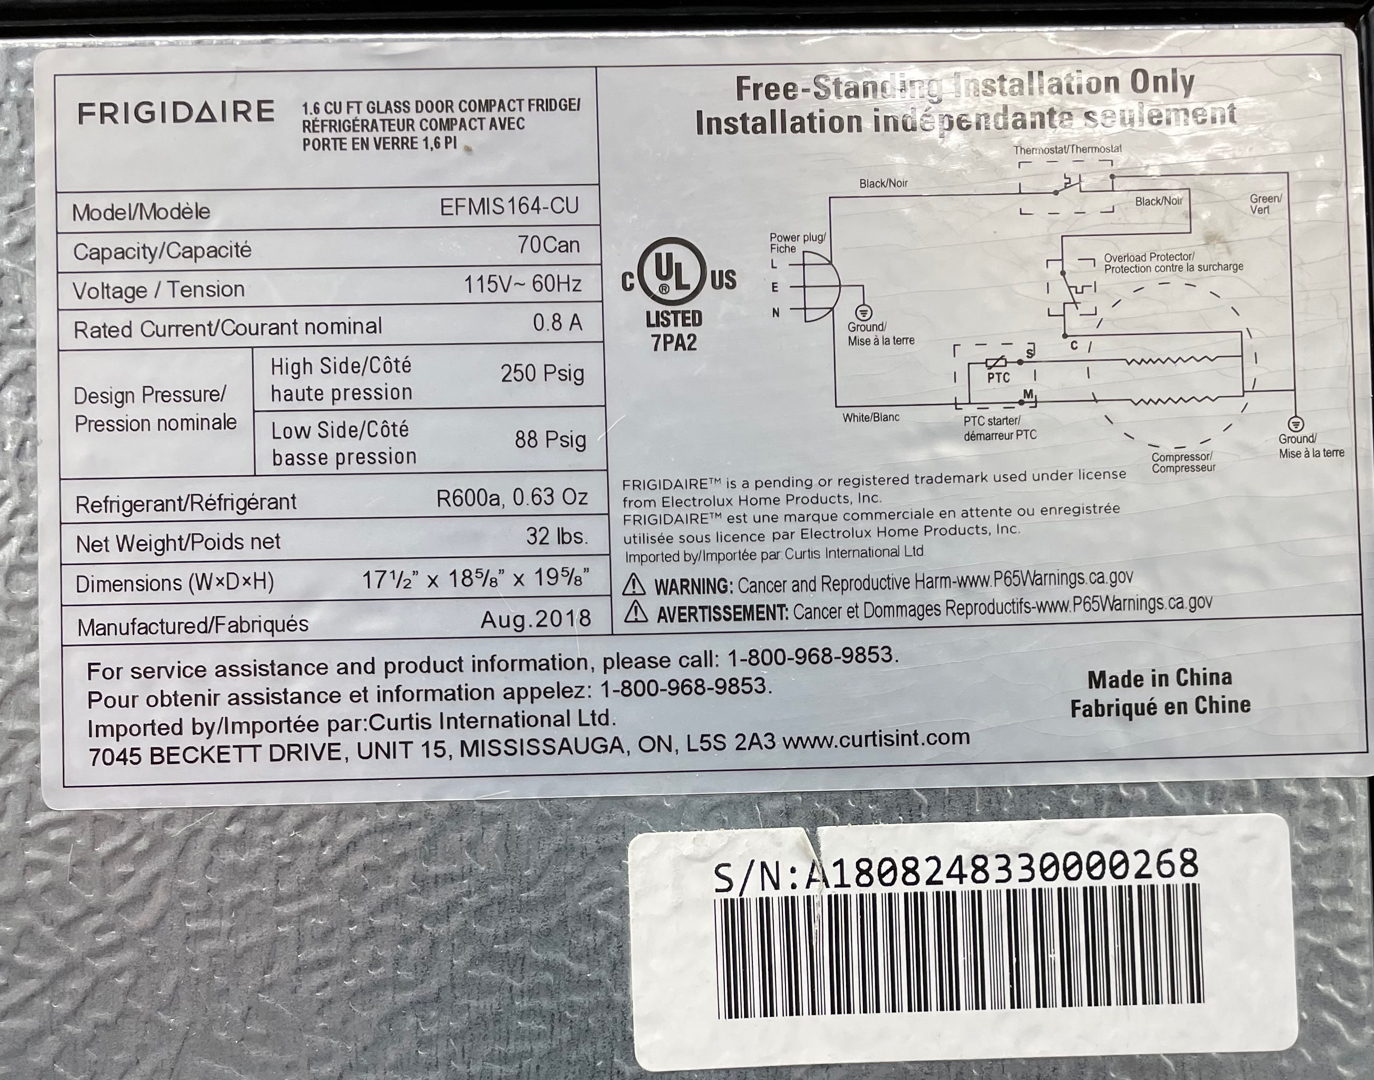 FRIGIDAIRE
1.6 CU FT GLASS DOOR COMPACT FRIDGE/
RÉFRIGÉRATEUR COMPACT AVEC
PORTE EN VERRE 1,6 PI
Model/Modèle EFMIS164-CU
Capacity/Capacité 70Can
Voltage / Tension 115V~ 60Hz
Rated Current/Courant nominal 0.8 A
Design Pressure/
Pression nominale
High Side/Côté
haute pression
250 Psig
Low Side/Côté
basse pression
88 Psig
Refrigerant/Réfrigérant R600a, 0.63 Oz
Net Weight/Poids net 32 lbs.
Dimensions (W×D×H) 17½" x 18⅝" x 19⅝"
Manufactured/Fabriqués Aug.2018
Free-Standing Installation Only
Installation indépendante seulement
C UL ® US
LISTED
7PA2
Thermostat/Thermostat
Black/Noir
Black/Noir
Green/
Vert
Power plug/
Fiche
L
E
N
Ground/
Mise à la terre
Overload Protector/
Protection contre la surcharge
C
S
PTC
M
White/Blanc
PTC starter/
démarreur PTC
Compressor/
Compresseur
Ground/
Mise à la terre
FRIGIDAIRE™ is a pending or registered trademark used under license
from Electrolux Home Products, Inc.
FRIGIDAIRE™ est une marque commerciale en attente ou enregistrée
utilisée sous licence par Electrolux Home Products, Inc.
Imported by/Importée par Curtis International Ltd
⚠ WARNING: Cancer and Reproductive Harm-www.P65Warnings.ca.gov
⚠ AVERTISSEMENT: Cancer et Dommages Reproductifs-www.P65Warnings.ca.gov
For service assistance and product information, please call: 1-800-968-9853.
Pour obtenir assistance et information appelez: 1-800-968-9853.
Imported by/Importée par:Curtis International Ltd.
7045 BECKETT DRIVE, UNIT 15, MISSISSAUGA, ON, L5S 2A3 www.curtisint.com
Made in China
Fabriqué en Chine
S/N:A1808248330000268